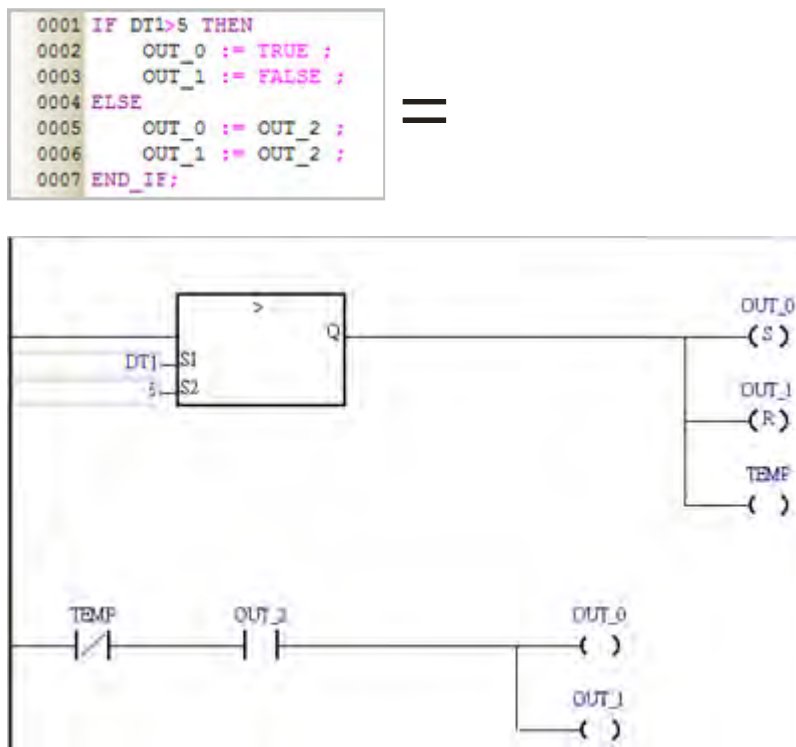 0001 IF DT1>5 THEN
0002 OUT_0 := TRUE ;
0003 OUT_1 := FALSE ;
0004 ELSE
0005 OUT_0 := OUT_2 ;
0006 OUT_1 := OUT_2 ;
0007 END_IF;
=
>
Q
OUT_0
(S)
DT1 S1
5 S2
OUT_1
(R)
TEMP
( )
TEMP OUT_2 OUT_0
( )
OUT_1
( )